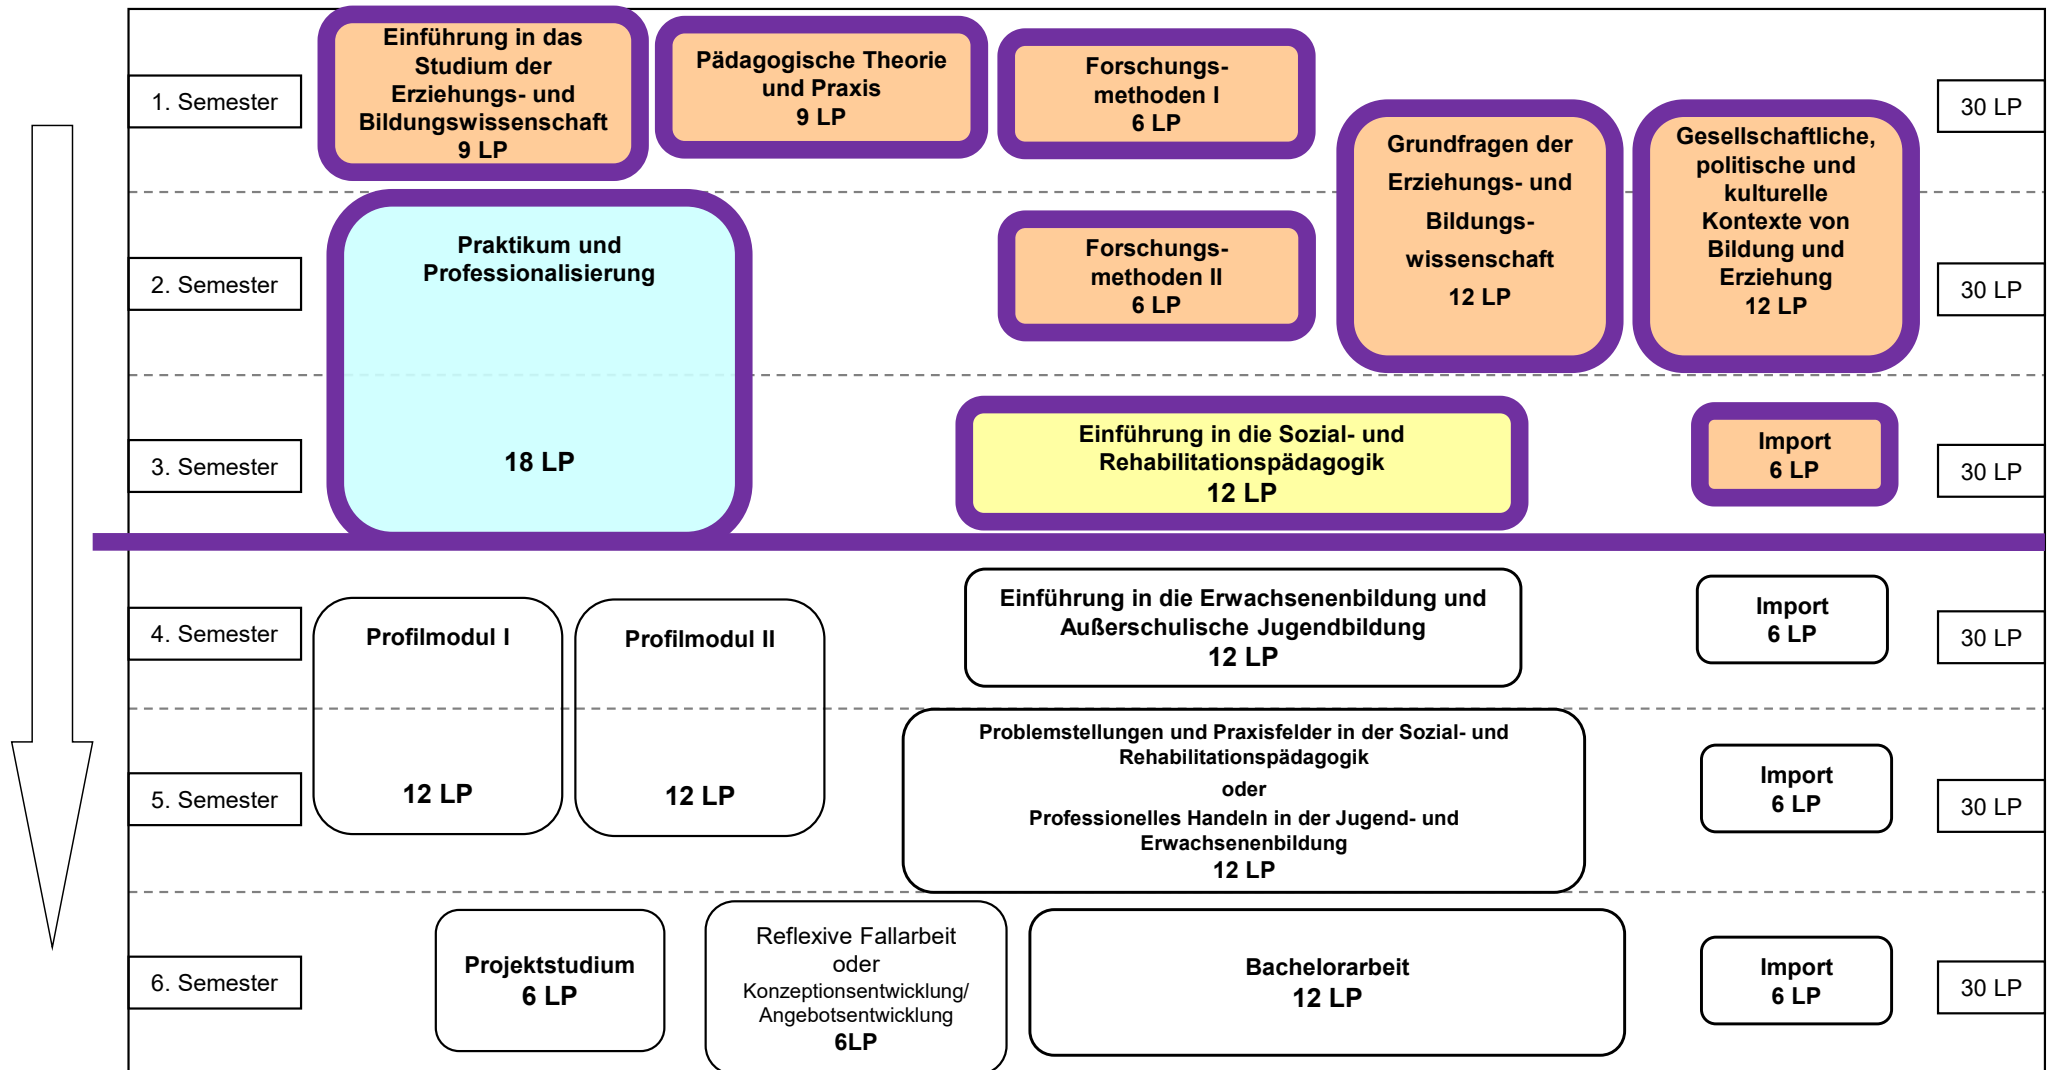 1. Semester
Einführung in das
Studium der
Erziehungs- und
Bildungswissenschaft
9 LP
Pädagogische Theorie
und Praxis
9 LP
Forschungs-
methoden I
6 LP
Grundfragen der
Erziehungs- und
Bildungs-
wissenschaft
12 LP
Gesellschaftliche,
politische und
kulturelle
Kontexte von
Bildung und
Erziehung
12 LP
30 LP
2. Semester
Praktikum und
Professionalisierung
18 LP
Forschungs-
methoden II
6 LP
30 LP
3. Semester
Einführung in die Sozial- und
Rehabilitationspädagogik
12 LP
Import
6 LP
30 LP
4. Semester
Profilmodul I
12 LP
Profilmodul II
12 LP
Einführung in die Erwachsenenbildung und
Außerschulische Jugendbildung
12 LP
Import
6 LP
30 LP
5. Semester
Problemstellungen und Praxisfelder in der Sozial- und
Rehabilitationspädagogik
oder
Professionelles Handeln in der Jugend- und
Erwachsenenbildung
12 LP
Import
6 LP
30 LP
6. Semester
Projektstudium
6 LP
Reflexive Fallarbeit
oder
Konzeptionsentwicklung/
Angebotsentwicklung
6LP
Bachelorarbeit
12 LP
Import
6 LP
30 LP